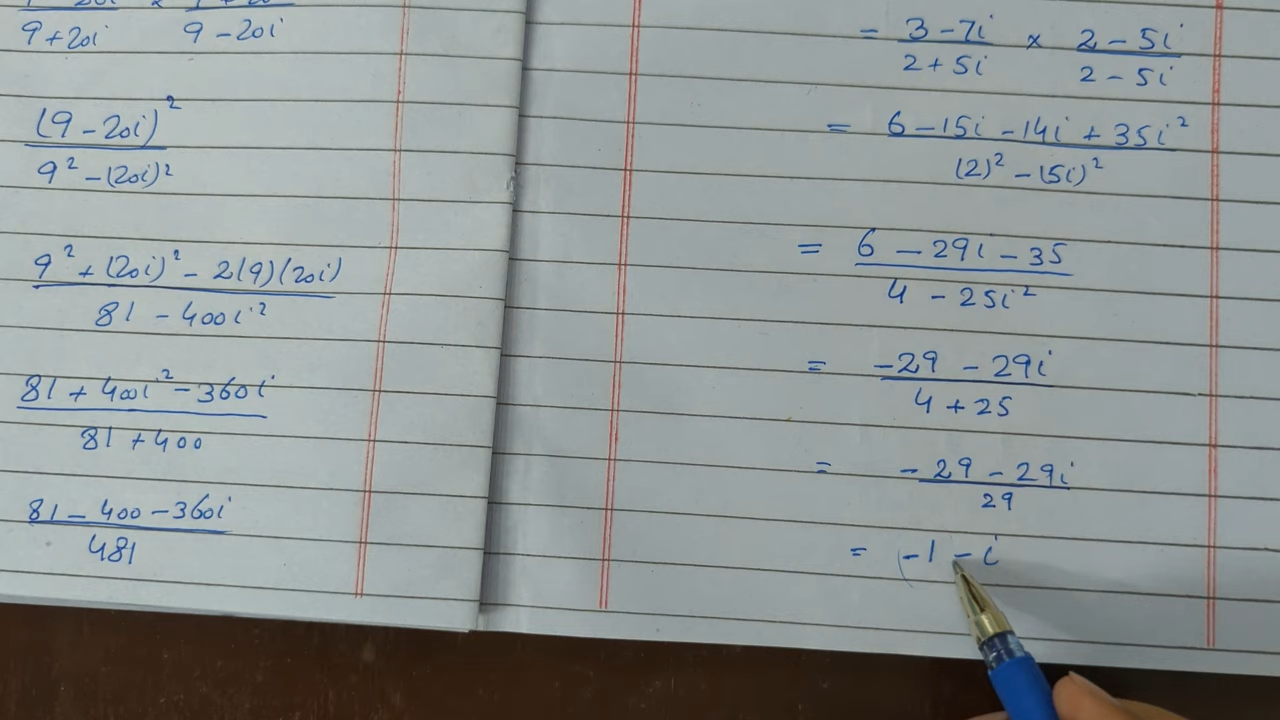 9+20i   9-20i
(9-20i)²
9²-(20i)²
9²+(20i)²-2(9)(20i)
81-400i²
81+400i²-360i
81+400
81-400-360i
481
= 3-7i × 2-5i
2+5i   2-5i
= 6-15i-14i+35i²
(2)²-(5i)²
= 6-29i-35
4-25i²
= -29-29i
4+25
= -29-29i
29
= (-1-i